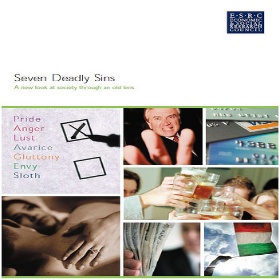 E·S·R·C
ECONOMIC
& SOCIAL
RESEARCH
COUNCIL
Seven Deadly Sins
A new look at society through an old lens
Pride
Anger
Lust
Avarice
Gluttony
Envy
Sloth